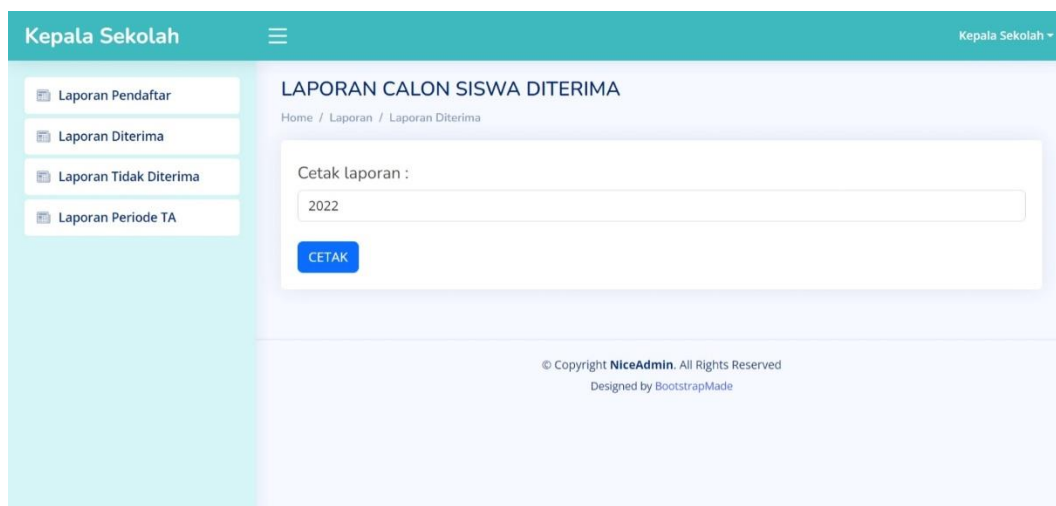 Kepala Sekolah
Kepala Sekolah
Laporan Pendaftar
Laporan Diterima
Laporan Tidak Diterima
Laporan Periode TA
LAPORAN CALON SISWA DITERIMA
Home / Laporan / Laporan Diterima
Cetak laporan :
2022
CETAK
© Copyright NiceAdmin. All Rights Reserved
Designed by BootstrapMade